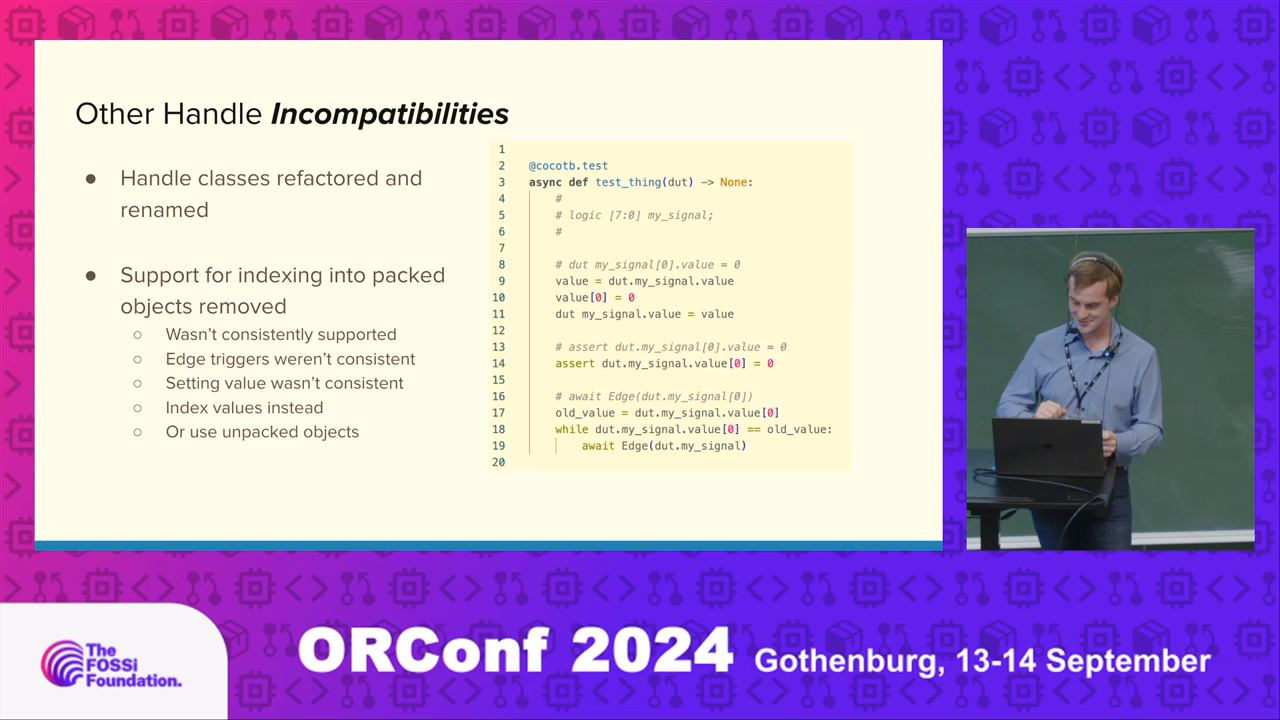 Other Handle Incompatibilities
● Handle classes refactored and
renamed
● Support for indexing into packed
objects removed
○ Wasn't consistently supported
○ Edge triggers weren't consistent
○ Setting value wasn't consistent
○ Index values instead
○ Or use unpacked objects
1
2 @cocotb.test
3 async def test_thing(dut) -> None:
4 #
5 # logic [7:0] my_signal;
6 #
7
8 # dut my_signal[0].value = 0
9 value = dut.my_signal.value
10 value[0] = 0
11 dut my_signal.value = value
12
13 # assert dut.my_signal[0].value = 0
14 assert dut.my_signal.value[0] = 0
15
16 # await Edge(dut.my_signal[0])
17 old_value = dut.my_signal.value[0]
18 while dut.my_signal.value[0] == old_value:
19 await Edge(dut.my_signal)
20
The
FOSSi
Foundation.
ORConf 2024 Gothenburg, 13-14 September